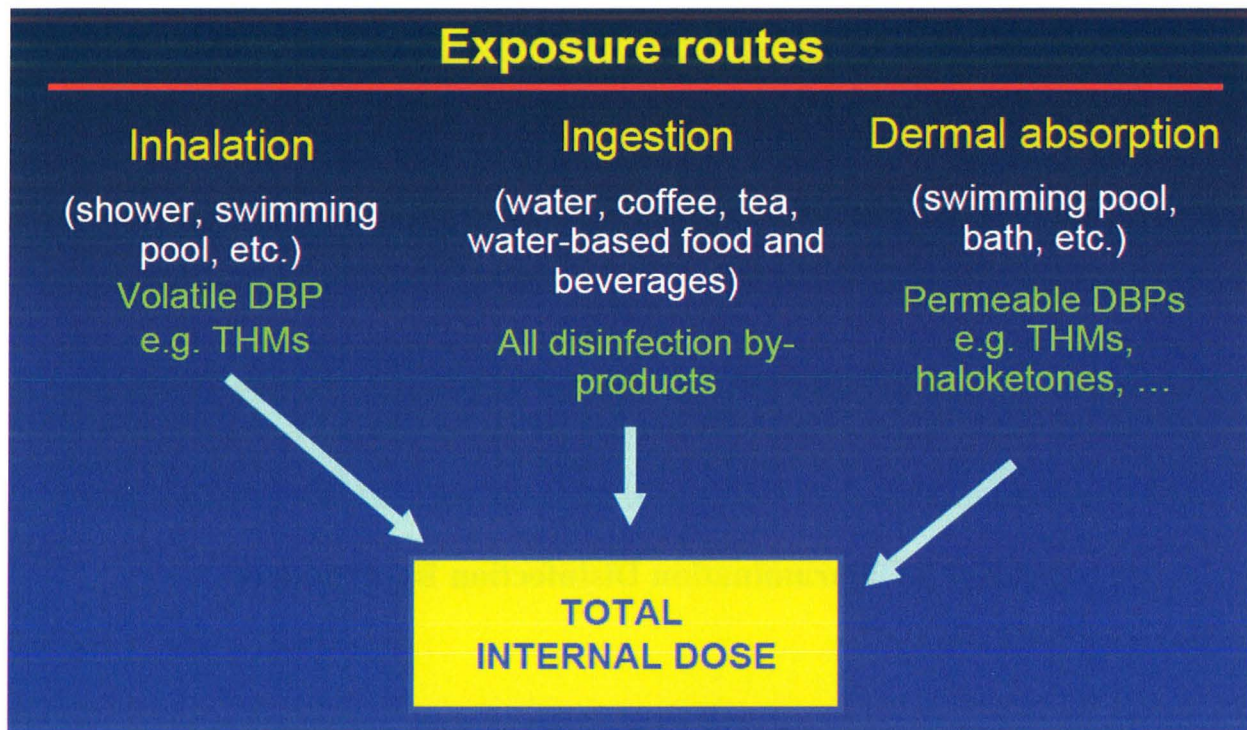 Exposure routes
Inhalation
(shower, swimming
pool, etc.)
Volatile DBP
e.g. THMs
Ingestion
(water, coffee, tea,
water-based food and
beverages)
All disinfection by-
products
Dermal absorption
(swimming pool,
bath, etc.)
Permeable DBPs
e.g. THMs,
haloketones, ...
TOTAL
INTERNAL DOSE